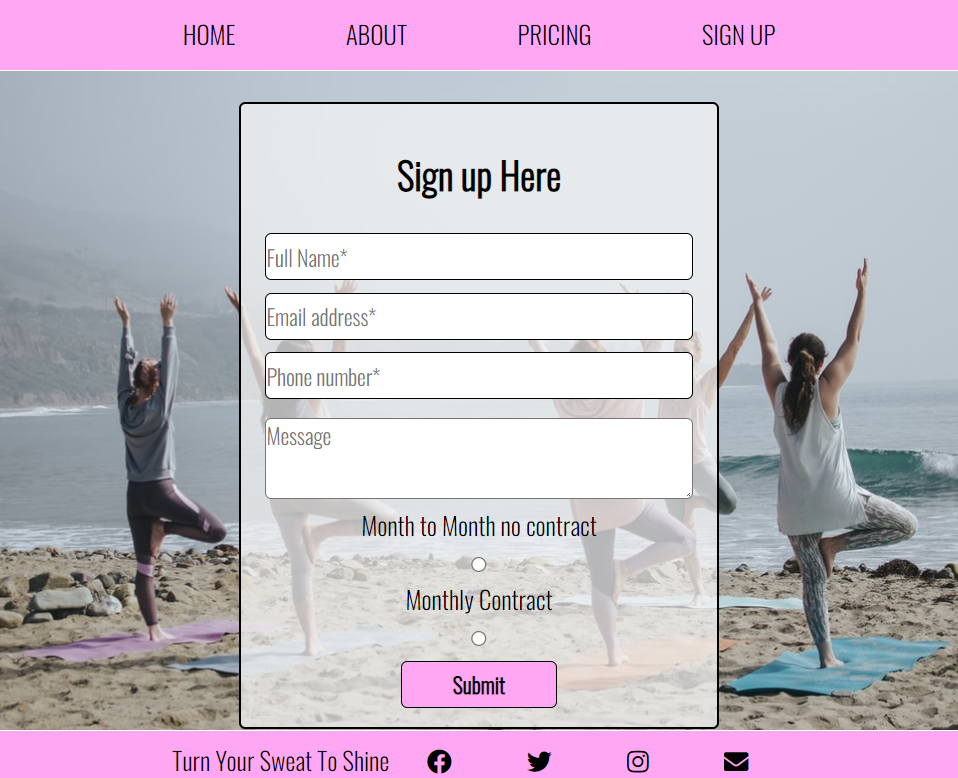 HOME ABOUT PRICING SIGN UP
Sign up Here
Full Name*
Email address*
Phone number*
Message
Month to Month no contract
Monthly Contract
Submit
Turn Your Sweat To Shine